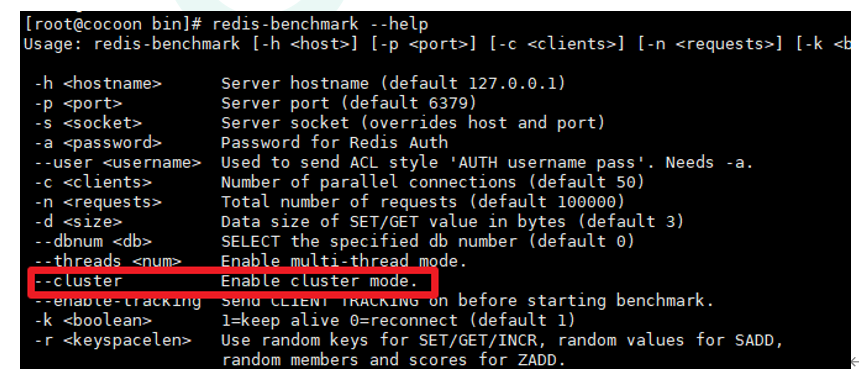 [root@cocoon bin]# redis-benchmark --help
Usage: redis-benchmark [-h <host>] [-p <port>] [-c <clients>] [-n <requests>] [-k <b
-h <hostname> Server hostname (default 127.0.0.1)
-p <port> Server port (default 6379)
-s <socket> Server socket (overrides host and port)
-a <password> Password for Redis Auth
--user <username> Used to send ACL style 'AUTH username pass'. Needs -a.
-c <clients> Number of parallel connections (default 50)
-n <requests> Total number of requests (default 100000)
-d <size> Data size of SET/GET value in bytes (default 3)
--dbnum <db> SELECT the specified db number (default 0)
--threads <num> Enable multi-thread mode.
--cluster Enable cluster mode.
--enable-tracking Send CLIENT TRACKING on before starting benchmark.
-k <boolean> 1=keep alive 0=reconnect (default 1)
-r <keyspacelen> Use random keys for SET/GET/INCR, random values for SADD,
random members and scores for ZADD.